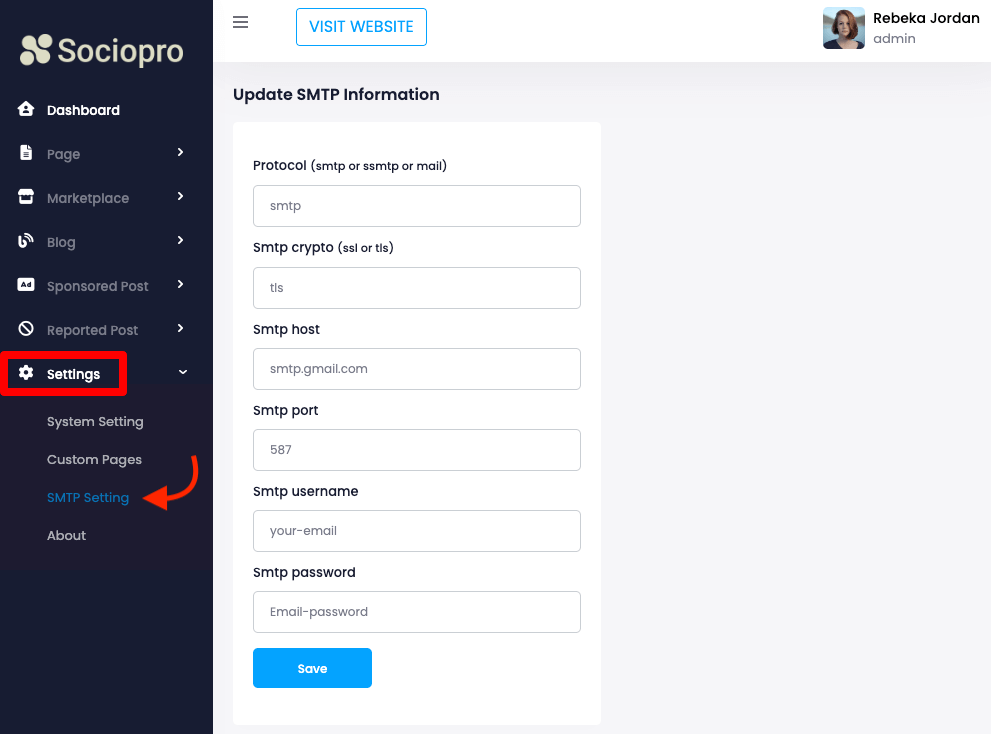 Sociopro
Dashboard
Page
Marketplace
Blog
Ad Sponsored Post
Reported Post
Settings
System Setting
Custom Pages
SMTP Setting
About
VISIT WEBSITE
Rebeka Jordan
admin
Update SMTP Information
Protocol (smtp or ssmtp or mail)
smtp
Smtp crypto (ssl or tls)
tls
Smtp host
smtp.gmail.com
Smtp port
587
Smtp username
your-email
Smtp password
Email-password
Save